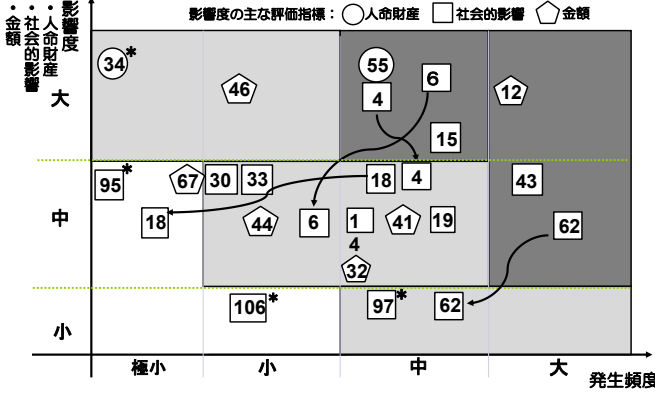 影響度の主な評価指標:○人命財産 □社会的影響 金額
影響度
・人命財産
・社会的影響
・金額
大
34*
46
55
4
6
12
15
中
95*
67
30
33
18
4
43
18
44
6
1
4
41
19
62
32
小
106*
97*
62
極小
小
中
大
発生頻度